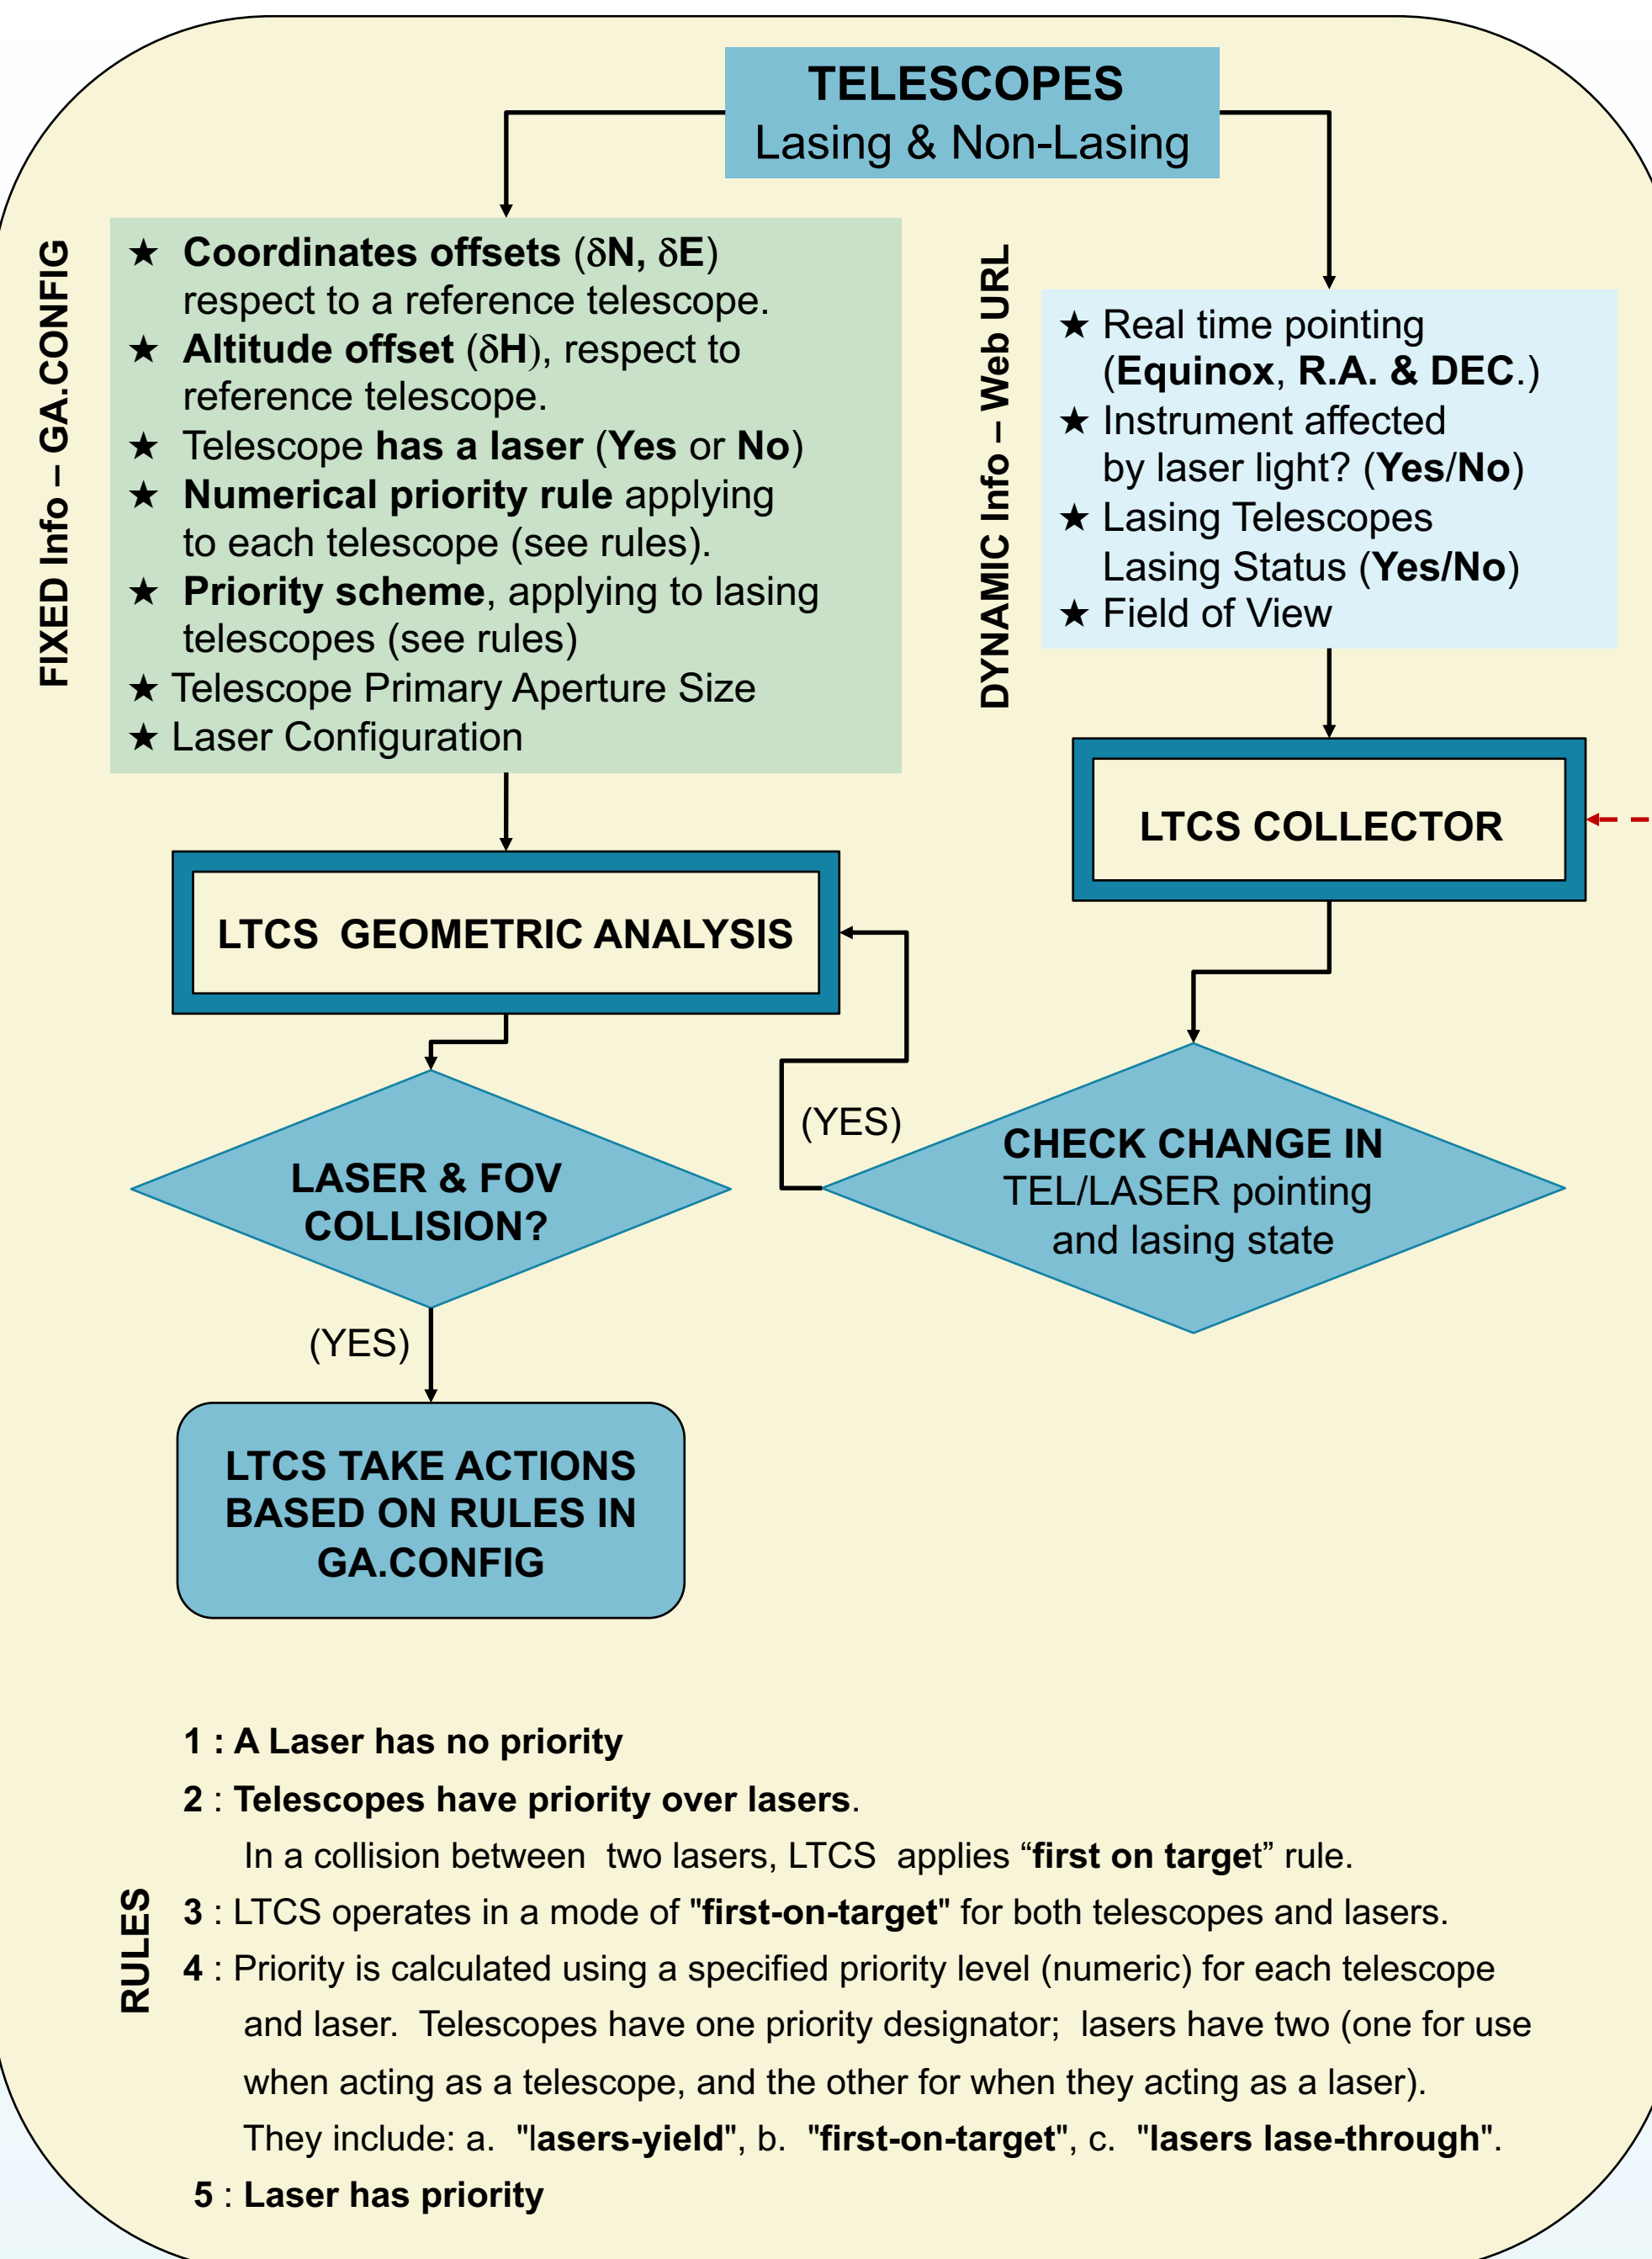 TELESCOPES
Lasing & Non-Lasing
FIXED Info – GA.CONFIG
★ Coordinates offsets (δN, δE)
respect to a reference telescope.
★ Altitude offset (δH), respect to
reference telescope.
★ Telescope has a laser (Yes or No)
★ Numerical priority rule applying
to each telescope (see rules).
★ Priority scheme, applying to lasing
telescopes (see rules)
★ Telescope Primary Aperture Size
★ Laser Configuration
DYNAMIC Info – Web URL
★ Real time pointing
(Equinox, R.A. & DEC.)
★ Instrument affected
by laser light? (Yes/No)
★ Lasing Telescopes
Lasing Status (Yes/No)
★ Field of View
LTCS COLLECTOR
LTCS GEOMETRIC ANALYSIS
(YES)
CHECK CHANGE IN
TEL/LASER pointing
and lasing state
LASER & FOV
COLLISION?
(YES)
LTCS TAKE ACTIONS
BASED ON RULES IN
GA.CONFIG
RULES
1 : A Laser has no priority
2 : Telescopes have priority over lasers.
In a collision between two lasers, LTCS applies “first on target” rule.
3 : LTCS operates in a mode of "first-on-target" for both telescopes and lasers.
4 : Priority is calculated using a specified priority level (numeric) for each telescope
and laser. Telescopes have one priority designator; lasers have two (one for use
when acting as a telescope, and the other for when they acting as a laser).
They include: a. "lasers-yield", b. "first-on-target", c. "lasers lase-through".
5 : Laser has priority